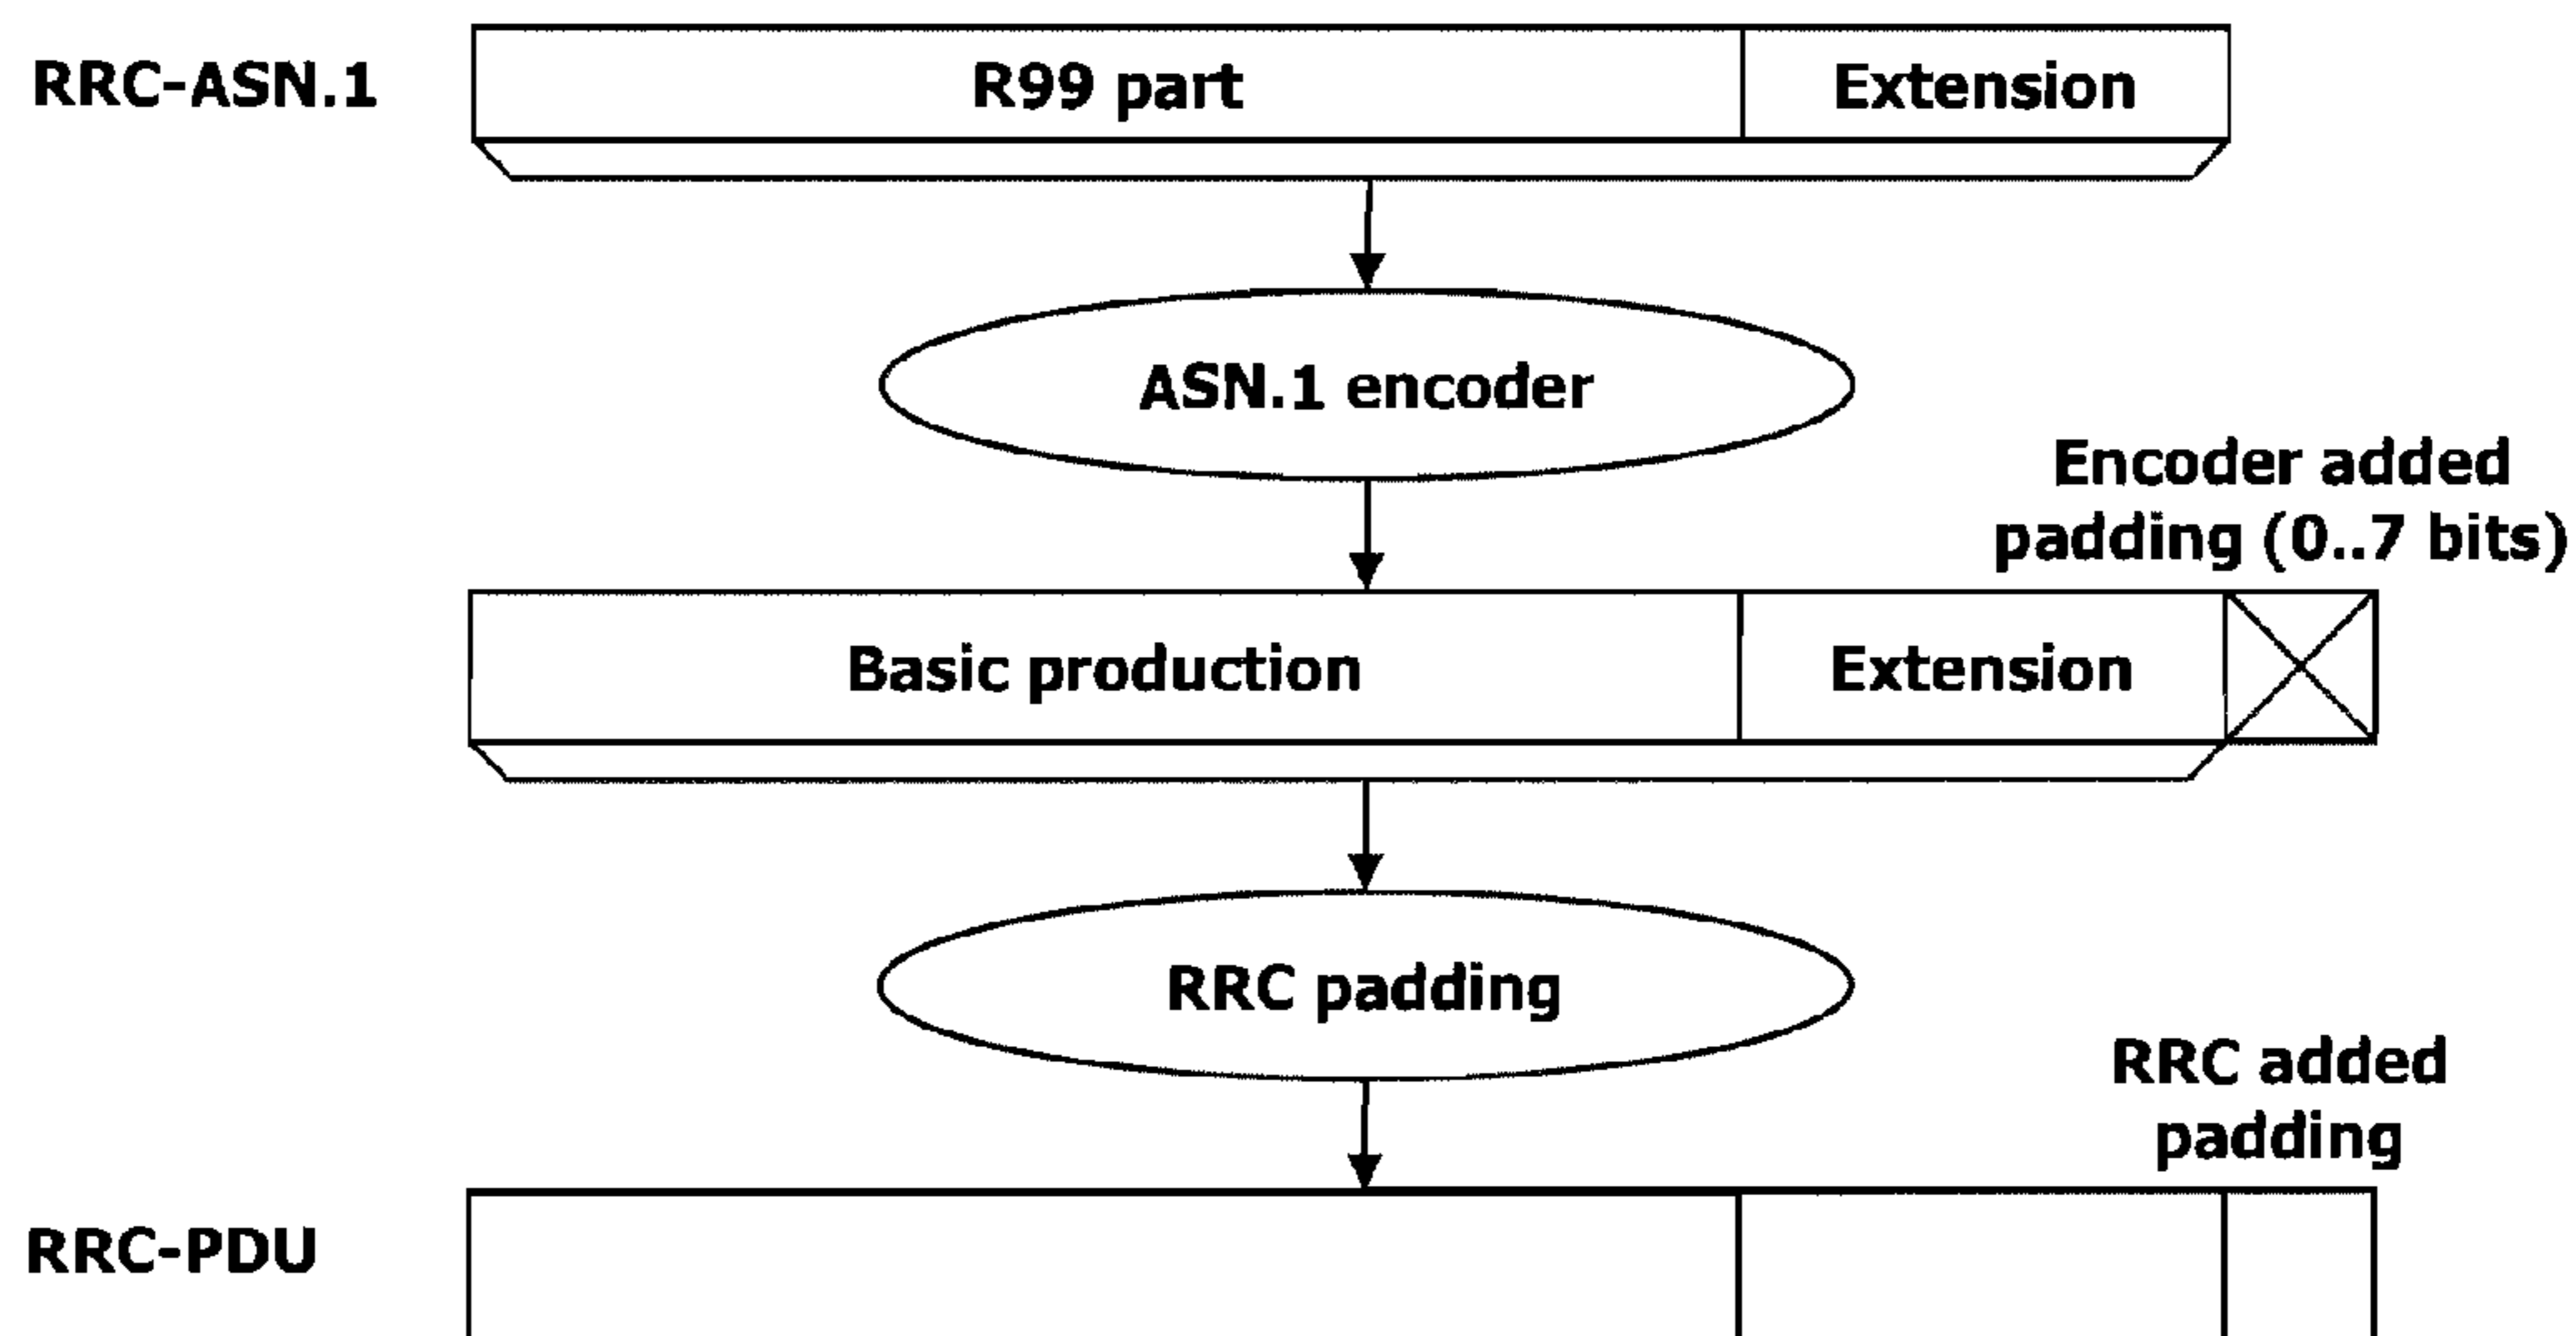 RRC-ASN.1
R99 part
Extension
ASN.1 encoder
Encoder added
padding (0..7 bits)
Basic production
Extension
RRC padding
RRC added
padding
RRC-PDU